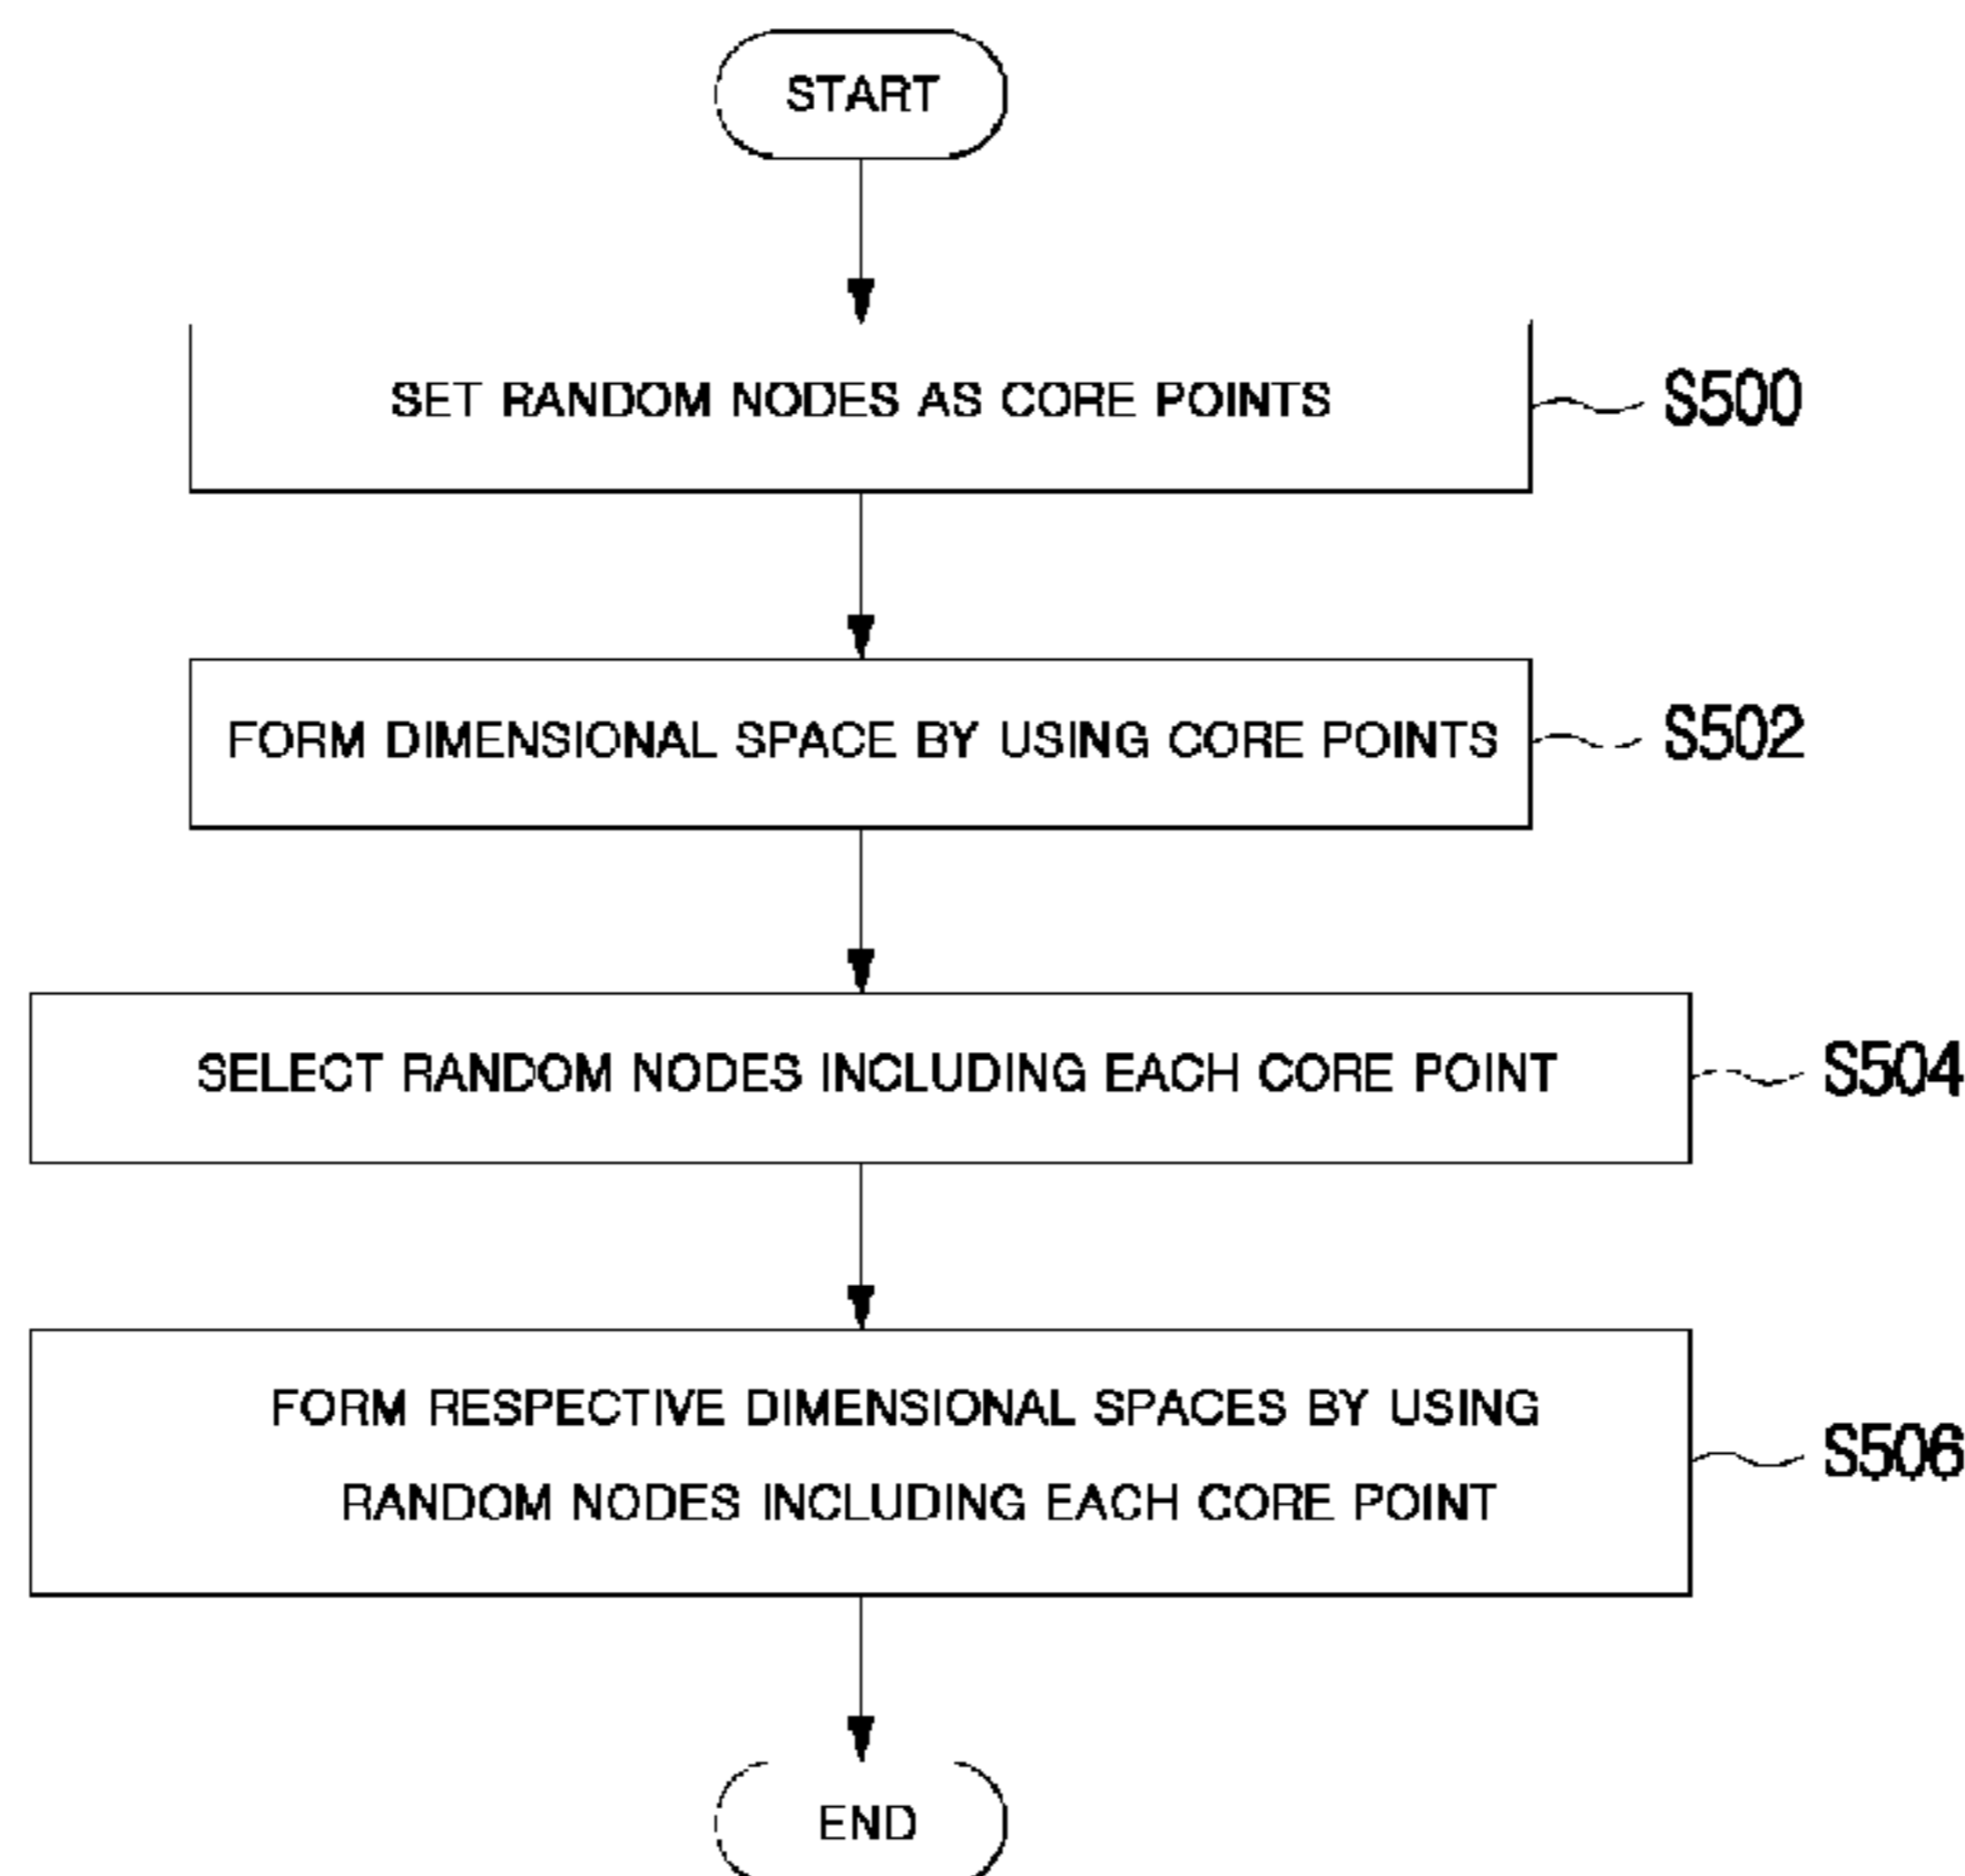 START
SET RANDOM NODES AS CORE POINTS
S500
FORM DIMENSIONAL SPACE BY USING CORE POINTS
S502
SELECT RANDOM NODES INCLUDING EACH CORE POINT
S504
FORM RESPECTIVE DIMENSIONAL SPACES BY USING
RANDOM NODES INCLUDING EACH CORE POINT
S506
END